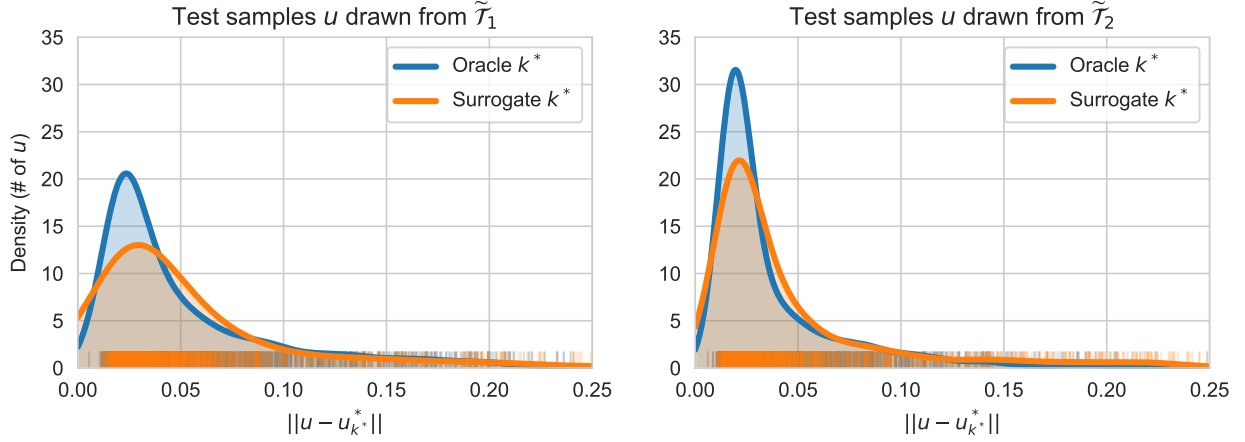 Test samples u drawn from 𝒯̃₁
35
30
25
20
15
10
5
0
Density (# of u)
Oracle k*
Surrogate k*
0.00 0.05 0.10 0.15 0.20 0.25
||u − u*ₖ*||
Test samples u drawn from 𝒯̃₂
35
30
25
20
15
10
5
0
Oracle k*
Surrogate k*
0.00 0.05 0.10 0.15 0.20 0.25
||u − u*ₖ*||